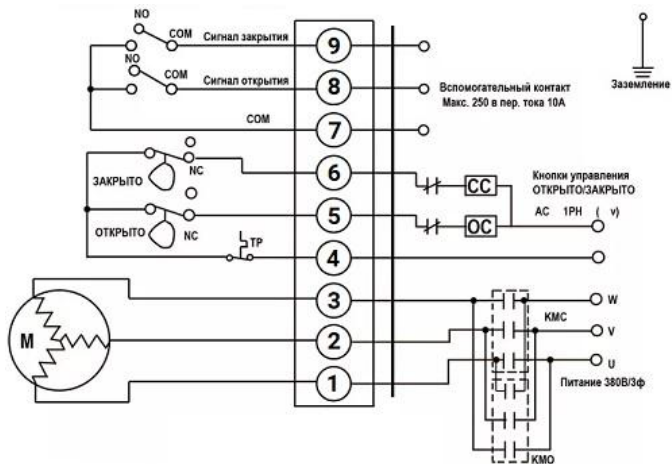 NO
COM
Сигнал закрытия
9
NO
COM
Сигнал открытия
8
Вспомогательный контакт
Макс. 250 в пер. тока 10А
Заземление
COM
7
ЗАКРЫТО
NC
6
CC
Кнопки управления
ОТКРЫТО/ЗАКРЫТО
ОТКРЫТО
NC
5
OC
AC 1PH ( v)
TP
4
3
W
M
2
KMC
V
1
U
Питание 380В/3ф
KMO